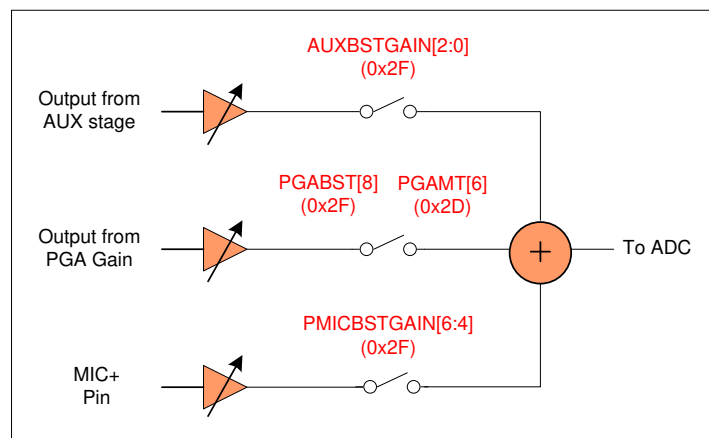 AUXBSTGAIN[2:0]
(0x2F)
Output from
AUX stage
PGABST[8] PGAMT[6]
(0x2F) (0x2D)
Output from
PGA Gain
+
To ADC
PMICBSTGAIN[6:4]
(0x2F)
MIC+
Pin